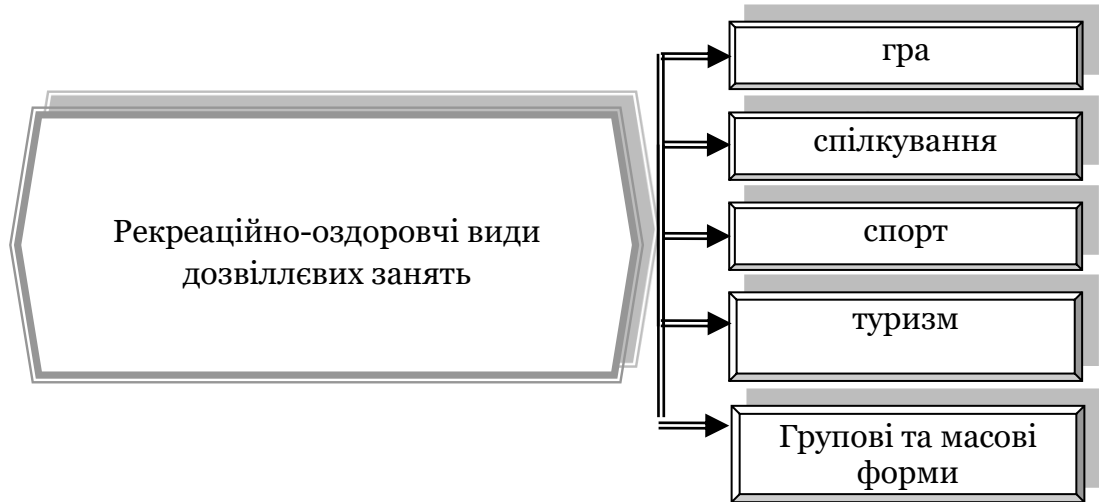 гра
спілкування
Рекреаційно-оздоровчі види
дозвіллєвих занять
спорт
туризм
Групові та масові
форми